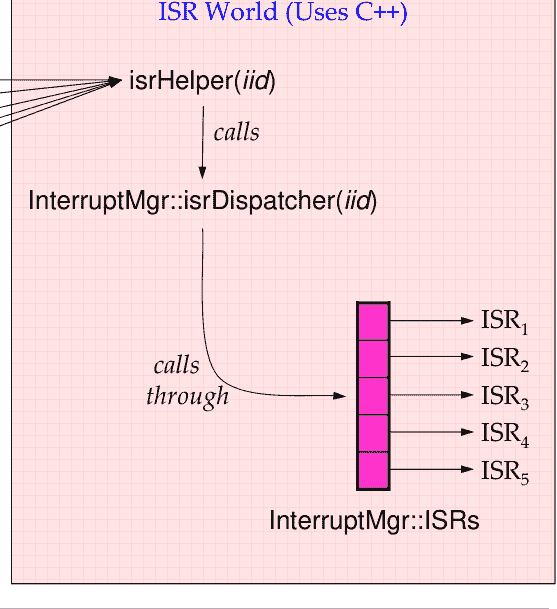 ISR World (Uses C++)
isrHelper(iid)
calls
InterruptMgr::isrDispatcher(iid)
ISR1
ISR2
calls
through
ISR3
ISR4
ISR5
InterruptMgr::ISRs